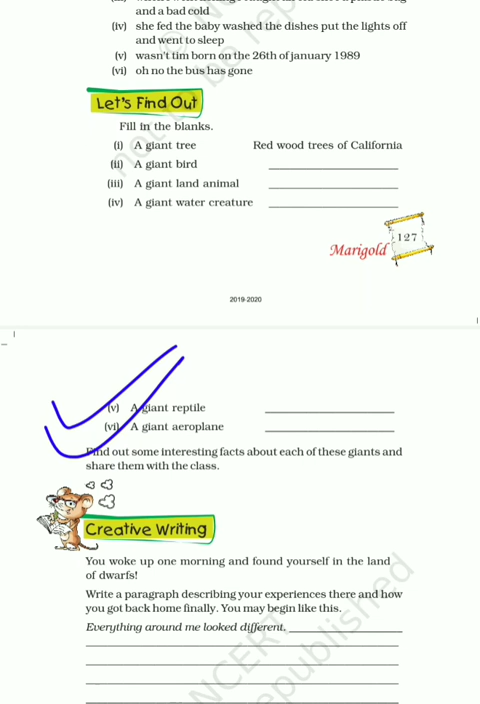 and a bad cold
(iv) she fed the baby washed the dishes put the lights off
and went to sleep
(v) wasn't tim born on the 26th of january 1989
(vi) oh no the bus has gone
Let's Find Out
Fill in the blanks.
(i) A giant tree Red wood trees of California
(ii) A giant bird
(iii) A giant land animal
(iv) A giant water creature
127
Marigold
2019-2020
(v) A giant reptile
(vi) A giant aeroplane
Find out some interesting facts about each of these giants and
share them with the class.
Creative Writing
You woke up one morning and found yourself in the land
of dwarfs!
Write a paragraph describing your experiences there and how
you got back home finally. You may begin like this.
Everything around me looked different.